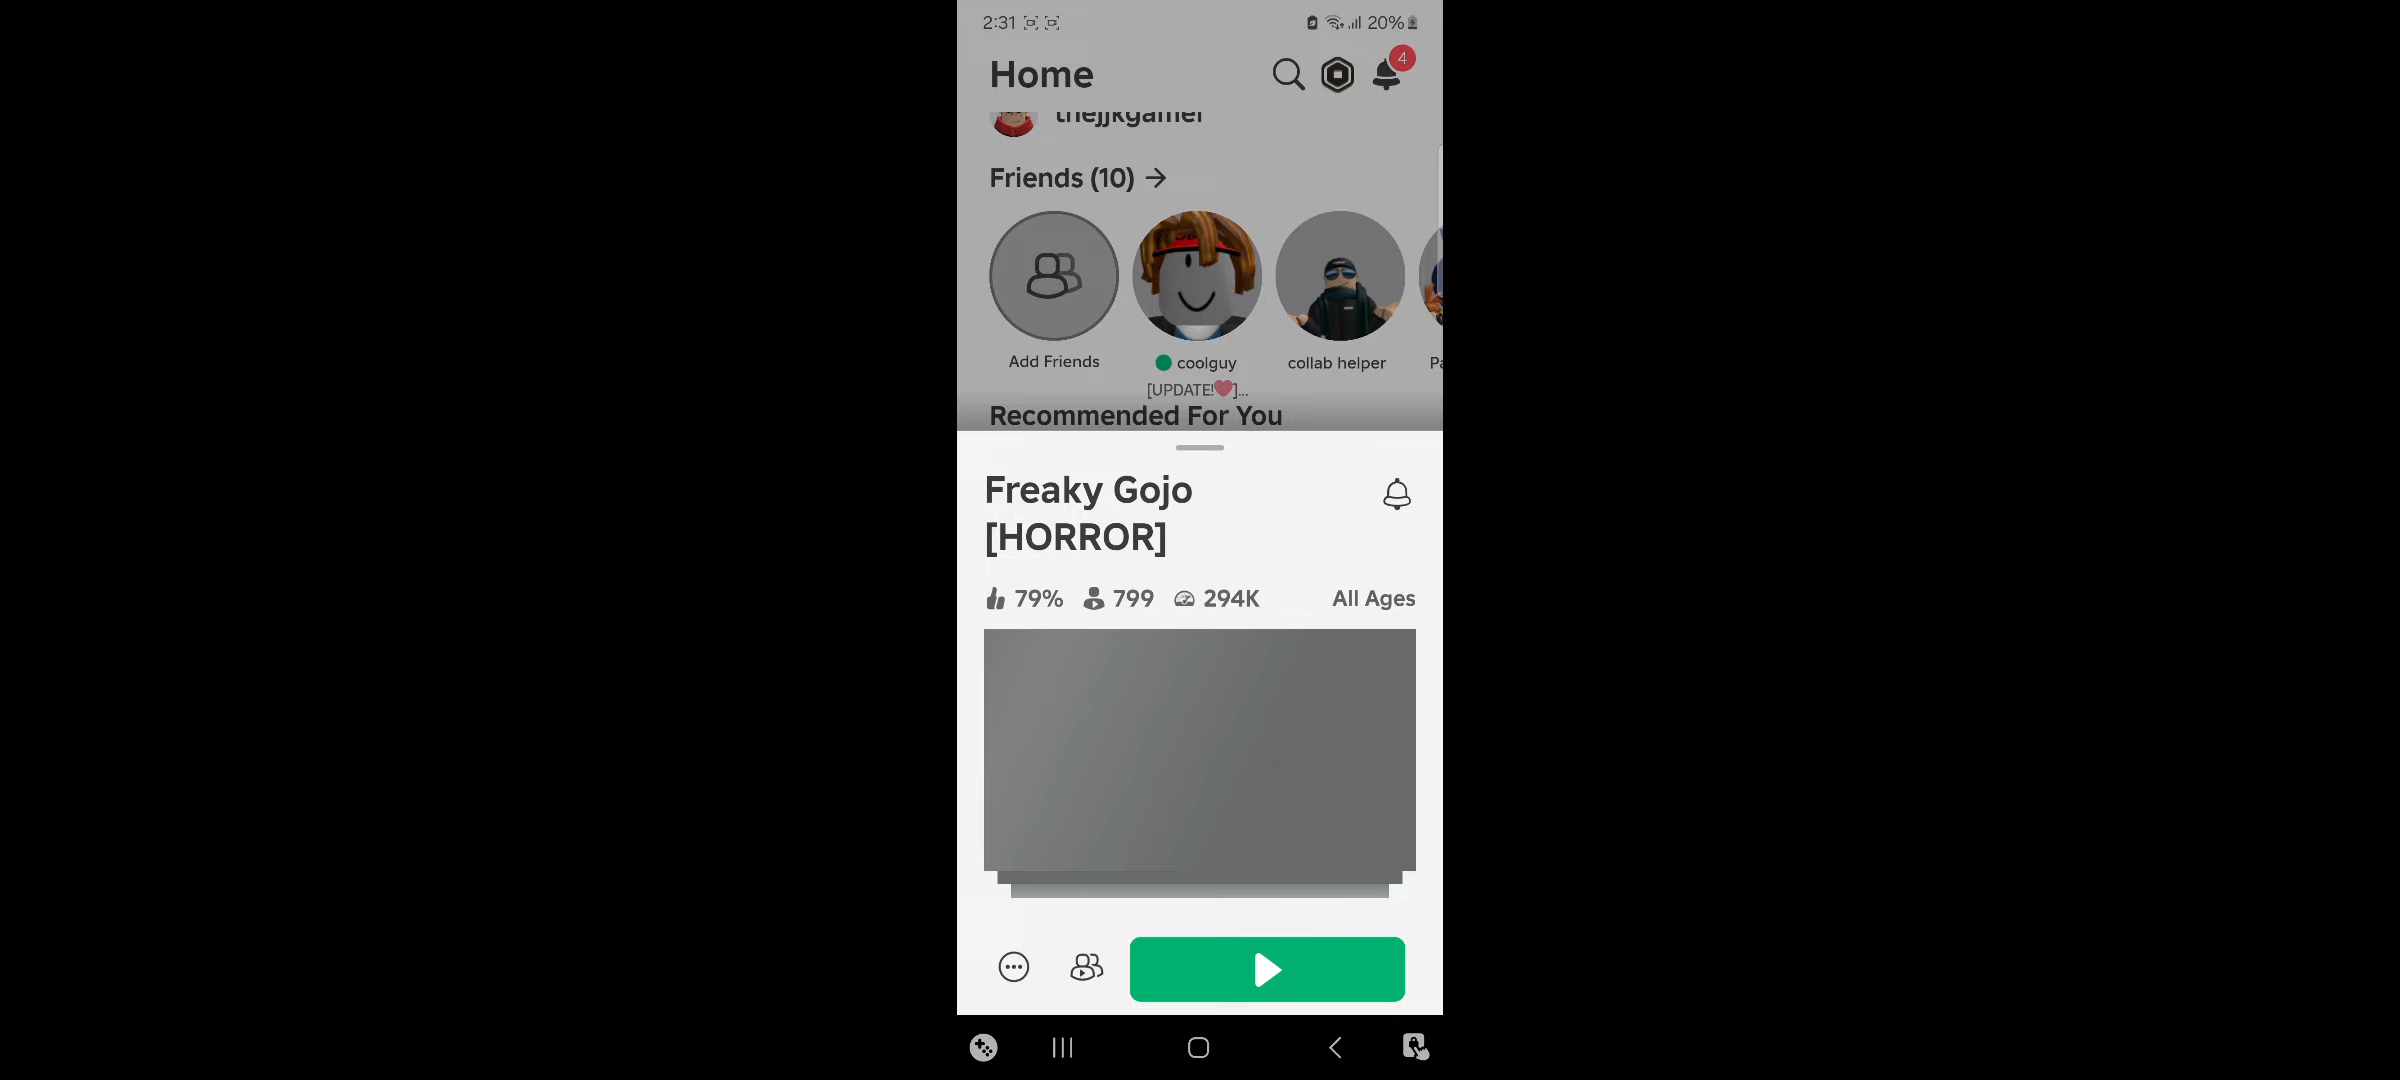 2:31
20%
Home
4
thejjkgamer
Friends (10)
Add Friends
coolguy
collab helper
[UPDATE!❤]...
Recommended For You
Freaky Gojo
[HORROR]
79% 799 294K All Ages